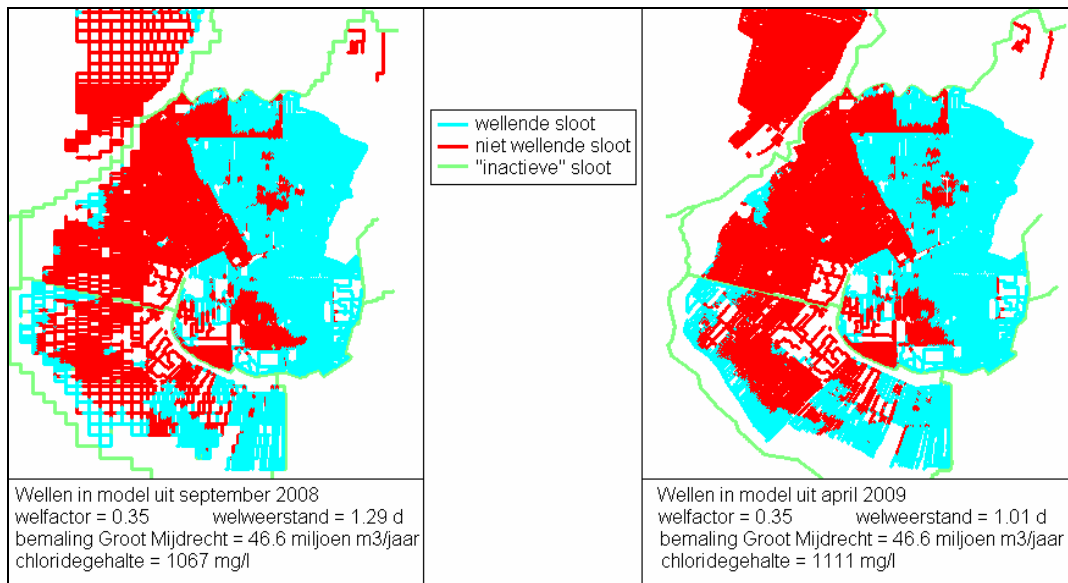 wellende sloot
niet wellende sloot
"inactieve" sloot
Wellen in model uit september 2008
welfactor = 0.35 welweerstand = 1.29 d
bemaling Groot Mijdrecht = 46.6 miljoen m3/jaar
chloridegehalte = 1067 mg/l
Wellen in model uit april 2009
welfactor = 0.35 welweerstand = 1.01 d
bemaling Groot Mijdrecht = 46.6 miljoen m3/jaar
chloridegehalte = 1111 mg/l